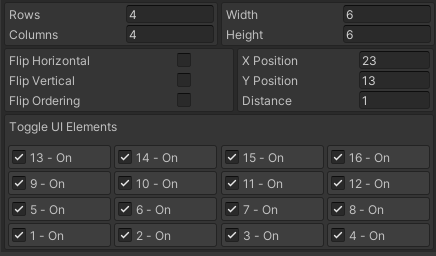 Rows 4 Width 6
Columns 4 Height 6
Flip Horizontal X Position 23
Flip Vertical Y Position 13
Flip Ordering Distance 1
Toggle UI Elements
13 - On 14 - On 15 - On 16 - On
9 - On 10 - On 11 - On 12 - On
5 - On 6 - On 7 - On 8 - On
1 - On 2 - On 3 - On 4 - On